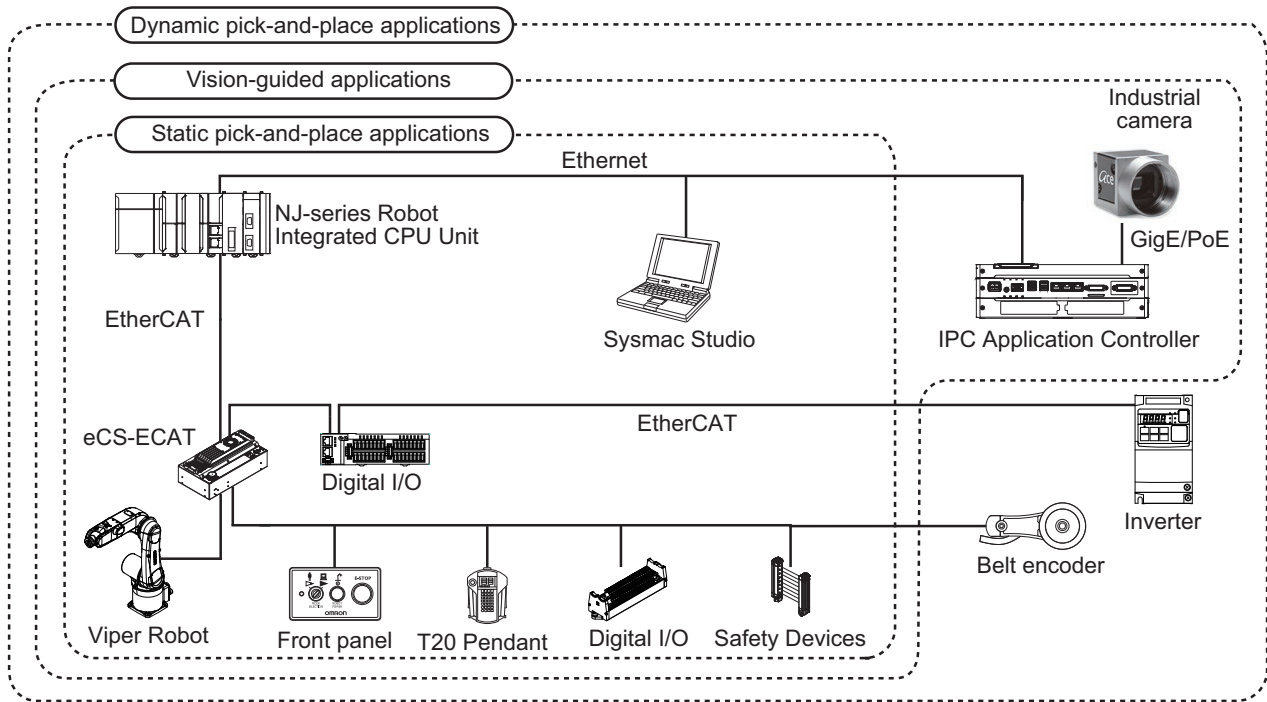 Dynamic pick-and-place applications
Vision-guided applications
Static pick-and-place applications
Industrial
camera
Ethernet
NJ-series Robot
Integrated CPU Unit
GigE/PoE
EtherCAT
Sysmac Studio
IPC Application Controller
eCS-ECAT
EtherCAT
Digital I/O
Inverter
Belt encoder
E-STOP
OMRON
Viper Robot
Front panel
T20 Pendant
Digital I/O
Safety Devices